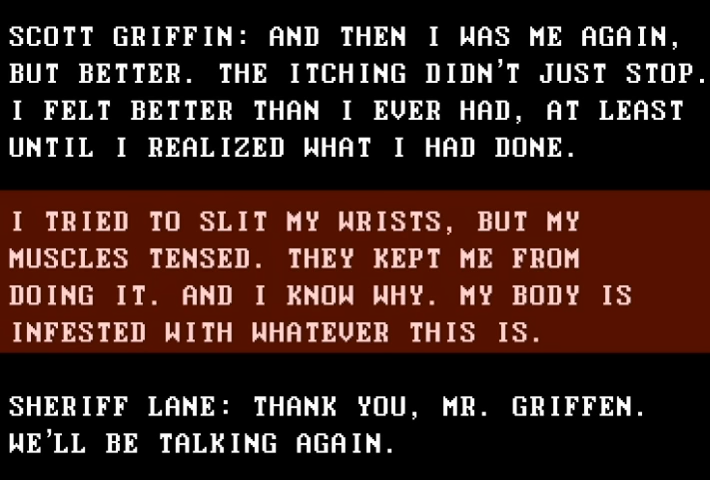 SCOTT GRIFFIN: AND THEN I WAS ME AGAIN,
BUT BETTER. THE ITCHING DIDN'T JUST STOP.
I FELT BETTER THAN I EVER HAD, AT LEAST
UNTIL I REALIZED WHAT I HAD DONE.
I TRIED TO SLIT MY WRISTS, BUT MY
MUSCLES TENSED. THEY KEPT ME FROM
DOING IT. AND I KNOW WHY. MY BODY IS
INFESTED WITH WHATEVER THIS IS.
SHERIFF LANE: THANK YOU, MR. GRIFFEN.
WE'LL BE TALKING AGAIN.